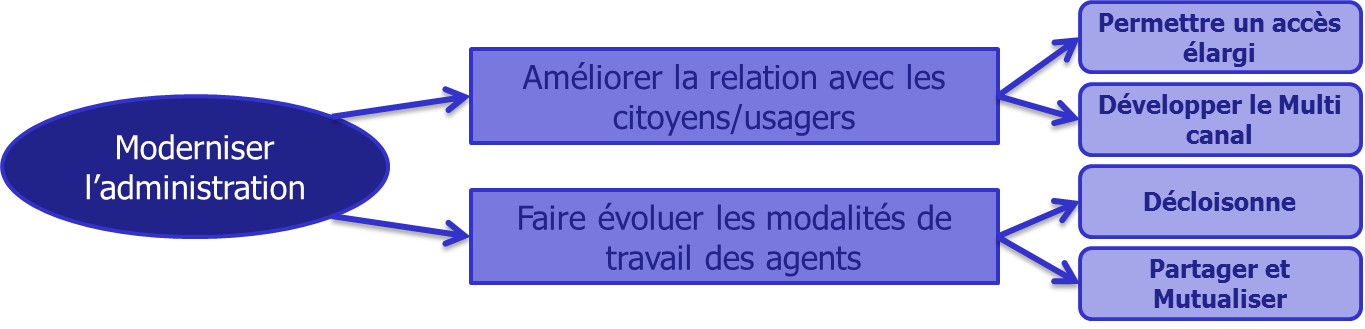 Moderniser
l’administration
Améliorer la relation avec les
citoyens/usagers
Permettre un accès
élargi
Développer le Multi
canal
Faire évoluer les modalités de
travail des agents
Décloisonne
Partager et
Mutualiser